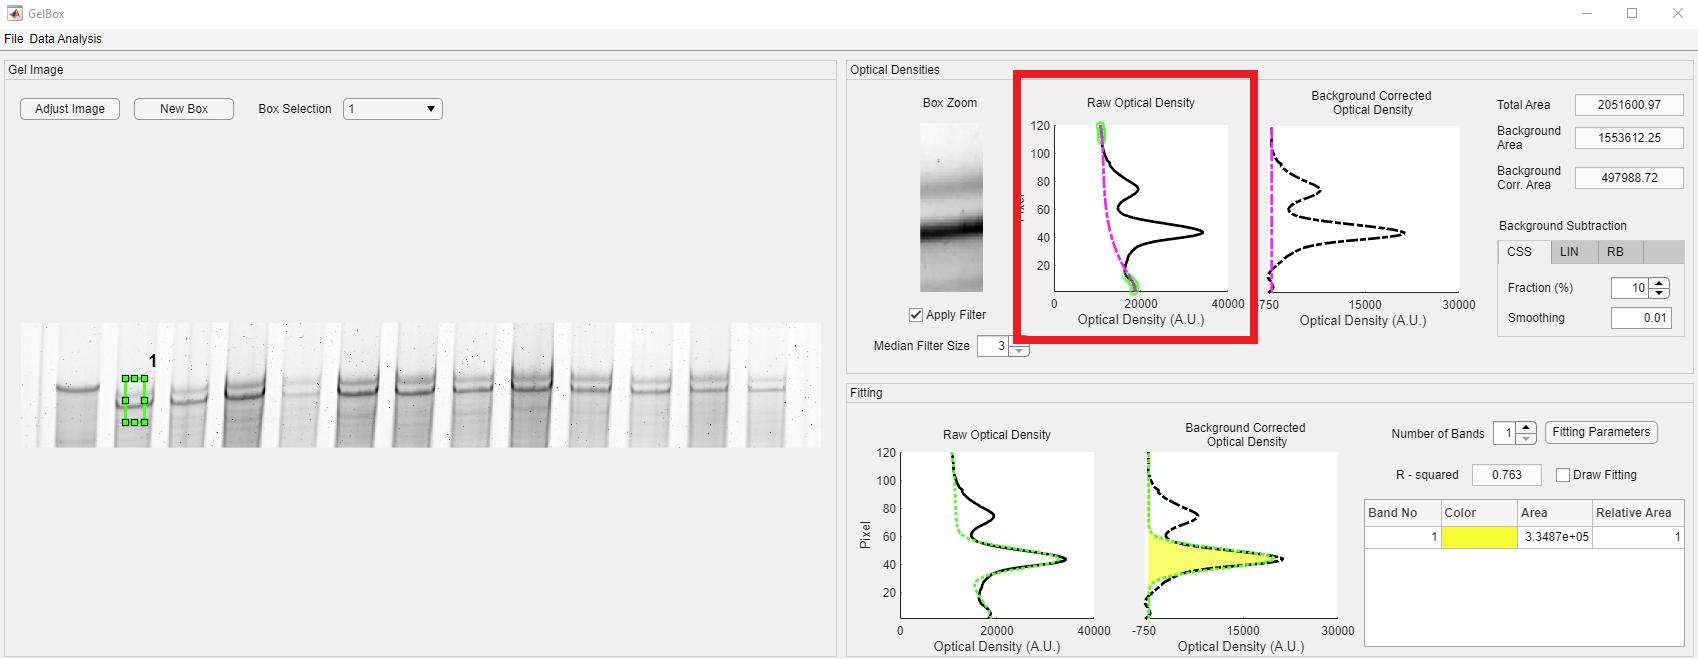 GelBox
File Data Analysis
Gel Image
Adjust Image
New Box
Box Selection
1
1
Optical Densities
Box Zoom
Apply Filter
Median Filter Size
3
Raw Optical Density
120
100
80
60
40
20
Pixel
0
20000
40000
Optical Density (A.U.)
Background Corrected
Optical Density
-750
15000
30000
Optical Density (A.U.)
Total Area
2051600.97
Background
Area
1553612.25
Background
Corr. Area
497988.72
Background Subtraction
CSS LIN RB
Fraction (%)
10
Smoothing
0.01
Fitting
Raw Optical Density
120
100
80
60
40
20
Pixel
0
20000
40000
Optical Density (A.U.)
Background Corrected
Optical Density
-750
15000
30000
Optical Density (A.U.)
Number of Bands
1
Fitting Parameters
R - squared
0.763
Draw Fitting
Band No Color Area Relative Area
1 3.3487e+05 1